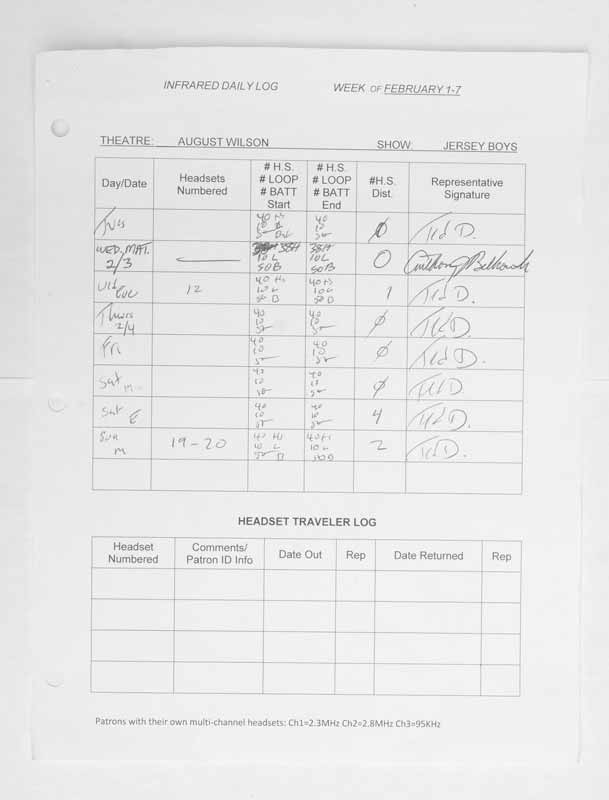 INFRARED DAILY LOG WEEK OF FEBRUARY 1-7
THEATRE: AUGUST WILSON SHOW: JERSEY BOYS
Day/Date Headsets Numbered # H.S. # LOOP # BATT Start # H.S. # LOOP # BATT End #H.S. Dist. Representative Signature
Tues 40 HS 10 L 50 Bat 40 10 50 Ø Ted D.
WED. MAT. 2/3 — 38H 10L 50B 38H 10L 50B 0 Anthony
Wed Eve 12 40 HS 10 L 50 B 40 HS 10 L 50 B 1 Ted D.
Thurs 2/4 40 10 50 40 10 50 Ø Ted D.
Fri 40 10 50 40 10 50 Ø Ted D.
Sat M 40 10 50 40 10 50 Ø Ted D.
Sat E 40 10 50 40 10 50 4 Ted D.
Sun M 19-20 40 HS 10 L 50 B 40 HS 10 L 50 B 2 Ted D.
HEADSET TRAVELER LOG
Headset Numbered Comments/ Patron ID Info Date Out Rep Date Returned Rep
Patrons with their own multi-channel headsets: Ch1=2.3MHz Ch2=2.8MHz Ch3=95KHz